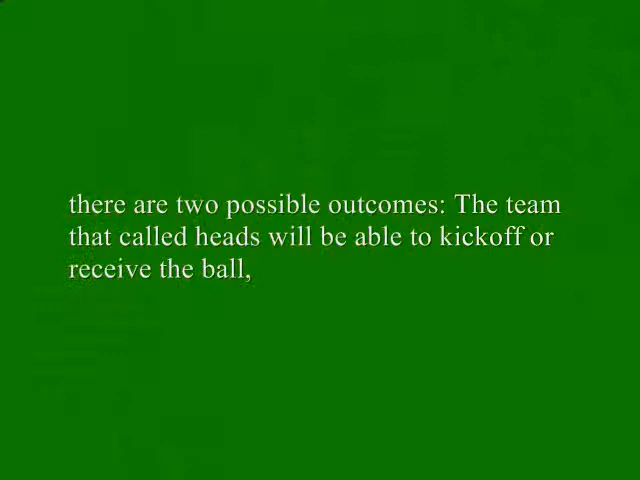 there are two possible outcomes: The team
that called heads will be able to kickoff or
receive the ball,